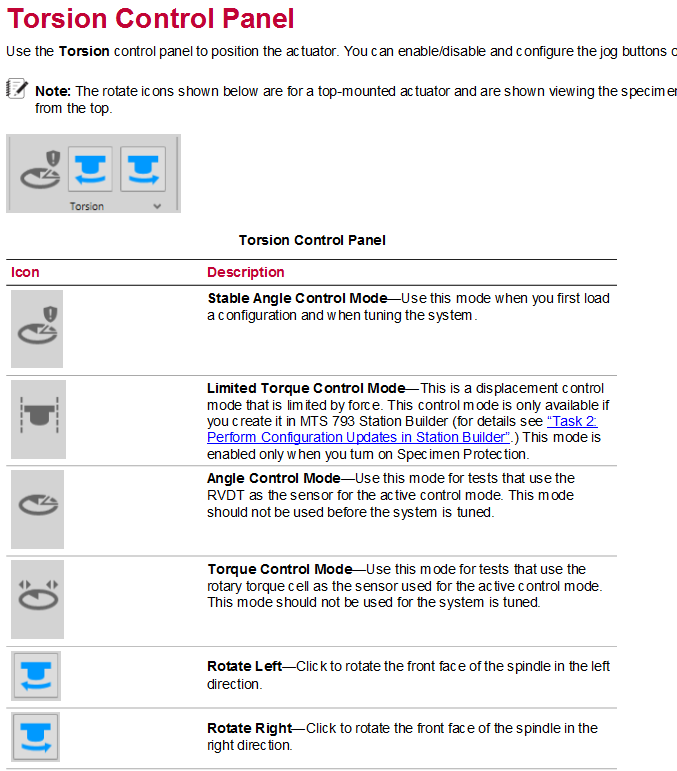 Torsion Control Panel
Use the Torsion control panel to position the actuator. You can enable/disable and configure the jog buttons
Note: The rotate icons shown below are for a top-mounted actuator and are shown viewing the
from the top.
Torsion
Torsion Control Panel
Icon Description
Stable Angle Control Mode—Use this mode when you first load
a configuration and when tuning the system.
Limited Torque Control Mode—This is a displacement control
mode that is limited by force. This control mode is only available if
you create it in MTS 793 Station Builder (for details see “Task 2:
Perform Configuration Updates in Station Builder”.) This mode is
enabled only when you turn on Specimen Protection.
Angle Control Mode—Use this mode for tests that use the
RVDT as the sensor for the active control mode. This mode
should not be used before the system is tuned.
Torque Control Mode—Use this mode for tests that use the
rotary torque cell as the sensor used for the active control mode.
This mode should not be used for the system is tuned.
Rotate Left—Click to rotate the front face of the spindle in the left
direction.
Rotate Right—Click to rotate the front face of the spindle in the
right direction.